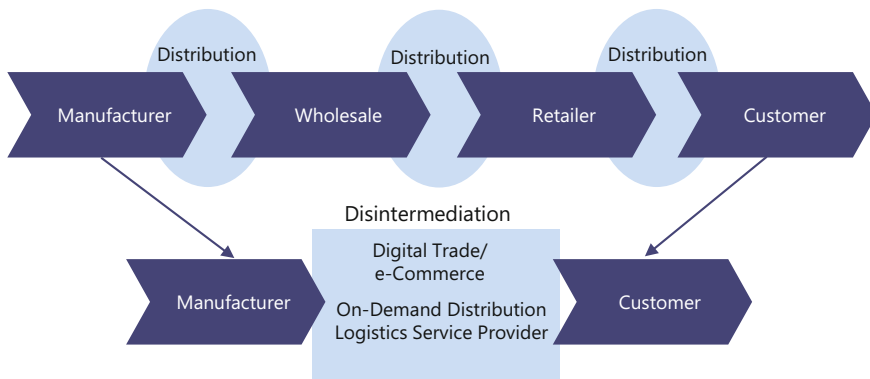 Distribution
Distribution
Distribution
Manufacturer
Wholesale
Retailer
Customer
Disintermediation
Digital Trade/
e-Commerce
Manufacturer
On-Demand Distribution
Logistics Service Provider
Customer